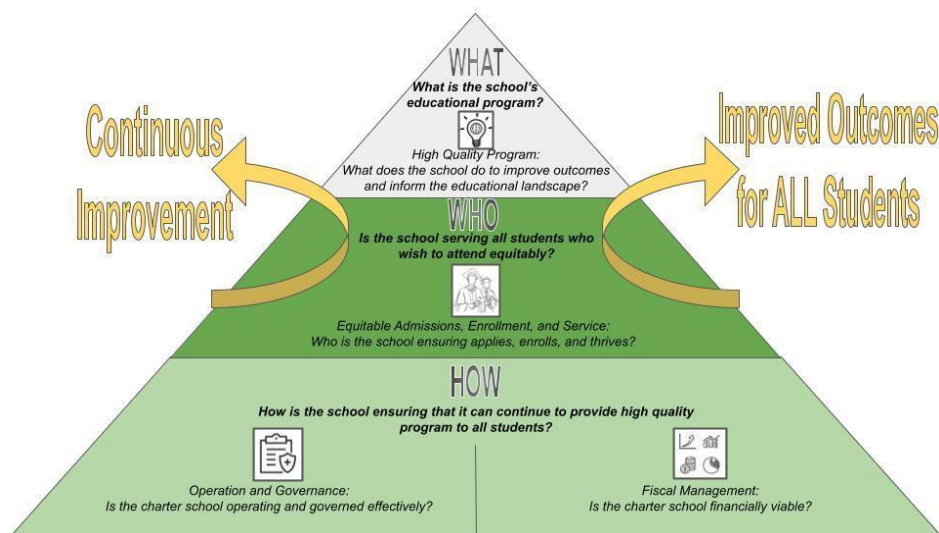 WHAT
What is the school's
educational program?
High Quality Program:
What does the school do to improve outcomes
and inform the educational landscape?
Continuous
Improvement
Improved Outcomes
for ALL Students
WHO
Is the school serving all students who
wish to attend equitably?
Equitable Admissions, Enrollment, and Service:
Who is the school ensuring applies, enrolls, and thrives?
HOW
How is the school ensuring that it can continue to provide high quality
program to all students?
Operation and Governance:
Is the charter school operating and governed effectively?
Fiscal Management:
Is the charter school financially viable?